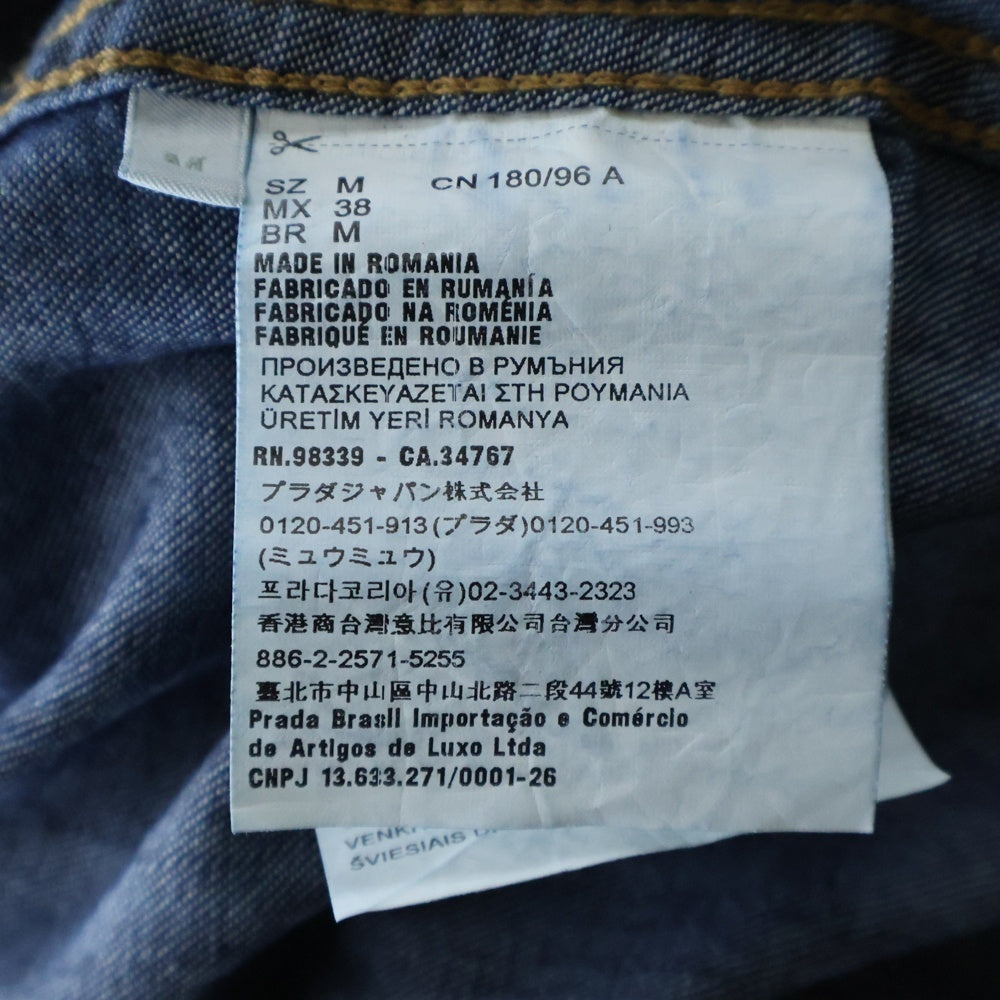 SZ M CN 180/96 A
MX 38
BR M
MADE IN ROMANIA
FABRICADO EN RUMANÍA
FABRICADO NA ROMÉNIA
FABRIQUÉ EN ROUMANIE
ПРОИЗВЕДЕНО В РУМЪНИЯ
ΚΑΤΑΣΚΕΥΑΖΕΤΑΙ ΣΤΗ ΡΟΥΜΑΝΙΑ
ÜRETİM YERİ ROMANYA
RN.98339 - CA.34767
プラダジャパン株式会社
0120-451-913(プラダ)0120-451-993
(ミュウミュウ)
프라다코리아(유)02-3443-2323
香港商台灣意比有限公司台灣分公司
886-2-2571-5255
臺北市中山區中山北路二段44號12樓A室
Prada Brasil Importação e Comércio
de Artigos de Luxo Ltda
CNPJ 13.633.271/0001-26
ŠVIESIAIS